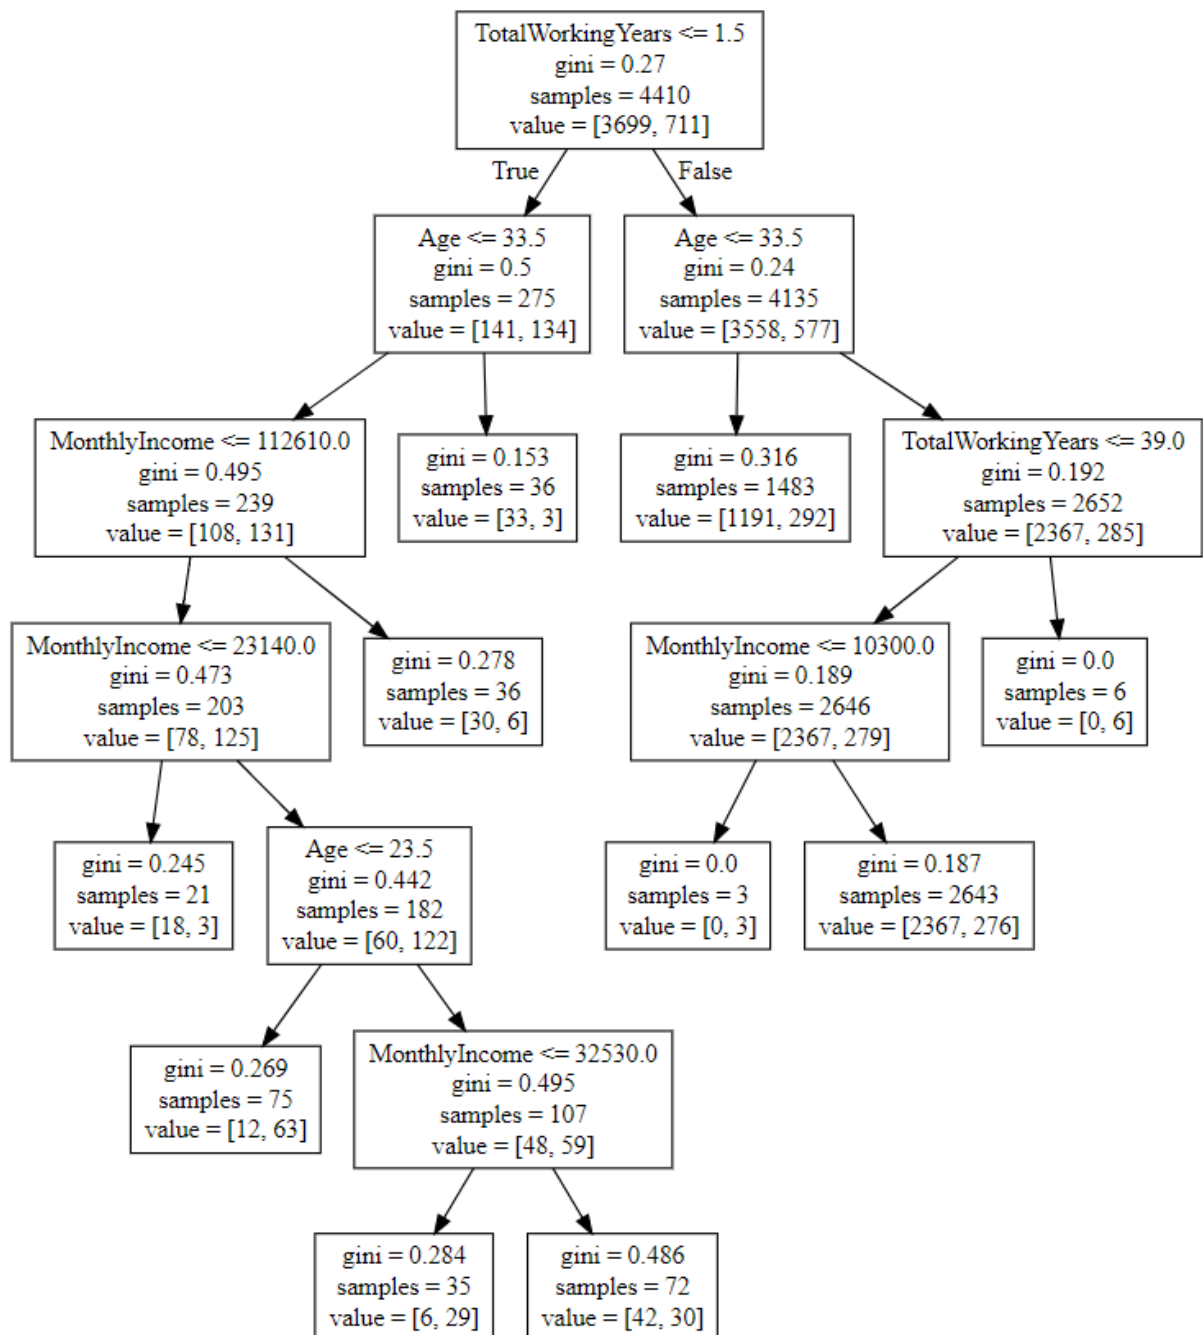 TotalWorkingYears <= 1.5
gini = 0.27
samples = 4410
value = [3699, 711]
True
False
Age <= 33.5
gini = 0.5
samples = 275
value = [141, 134]
Age <= 33.5
gini = 0.24
samples = 4135
value = [3558, 577]
MonthlyIncome <= 112610.0
gini = 0.495
samples = 239
value = [108, 131]
gini = 0.153
samples = 36
value = [33, 3]
gini = 0.316
samples = 1483
value = [1191, 292]
TotalWorkingYears <= 39.0
gini = 0.192
samples = 2652
value = [2367, 285]
MonthlyIncome <= 23140.0
gini = 0.473
samples = 203
value = [78, 125]
gini = 0.278
samples = 36
value = [30, 6]
MonthlyIncome <= 10300.0
gini = 0.189
samples = 2646
value = [2367, 279]
gini = 0.0
samples = 6
value = [0, 6]
gini = 0.245
samples = 21
value = [18, 3]
Age <= 23.5
gini = 0.442
samples = 182
value = [60, 122]
gini = 0.0
samples = 3
value = [0, 3]
gini = 0.187
samples = 2643
value = [2367, 276]
gini = 0.269
samples = 75
value = [12, 63]
MonthlyIncome <= 32530.0
gini = 0.495
samples = 107
value = [48, 59]
gini = 0.284
samples = 35
value = [6, 29]
gini = 0.486
samples = 72
value = [42, 30]